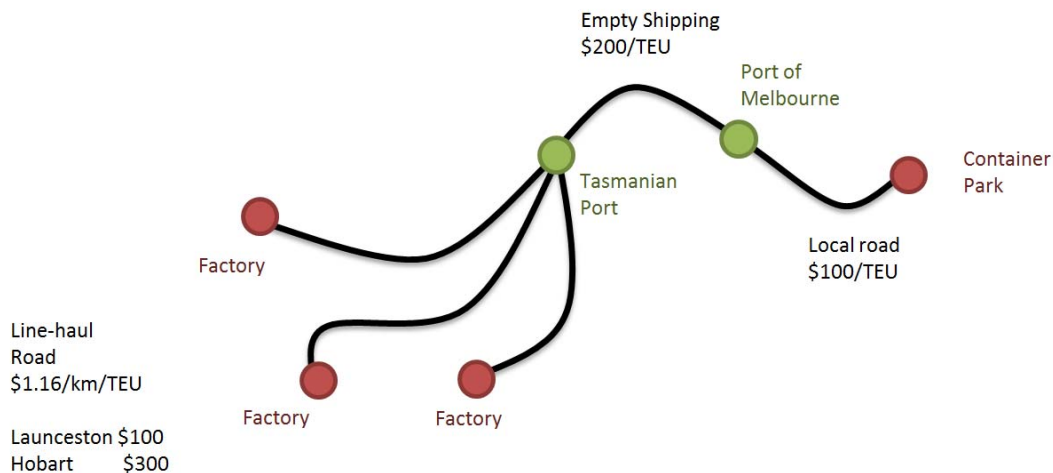 Empty Shipping
$200/TEU
Port of
Melbourne
Container
Park
Tasmanian
Port
Local road
$100/TEU
Factory
Line-haul
Road
$1.16/km/TEU
Factory
Factory
Launceston $100
Hobart $300